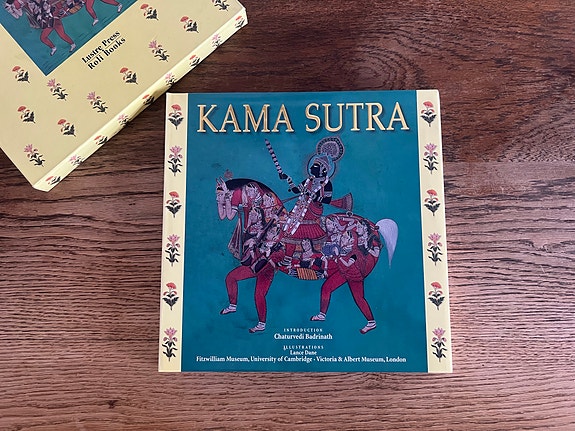 Lustre Press
Roli Books
KAMA SUTRA
INTRODUCTION
Chaturvedi Badrinath
ILLUSTRATIONS
Lance Dane
Fitzwilliam Museum, University of Cambridge · Victoria & Albert Museum, London